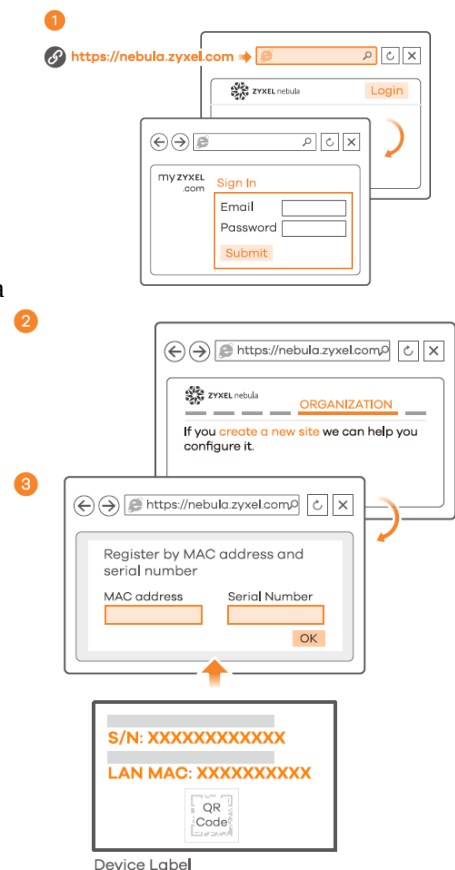 1
https://nebula.zyxel.com
ZYXEL nebula
Login
my ZYXEL
.com
Sign In
Email
Password
Submit
a
2
https://nebula.zyxel.com
ZYXEL nebula
ORGANIZATION
If you create a new site we can help you
configure it.
3
https://nebula.zyxel.com
Register by MAC address and
serial number
MAC address Serial Number
OK
S/N: XXXXXXXXXXXX
LAN MAC: XXXXXXXXXX
QR
Code
Device Label